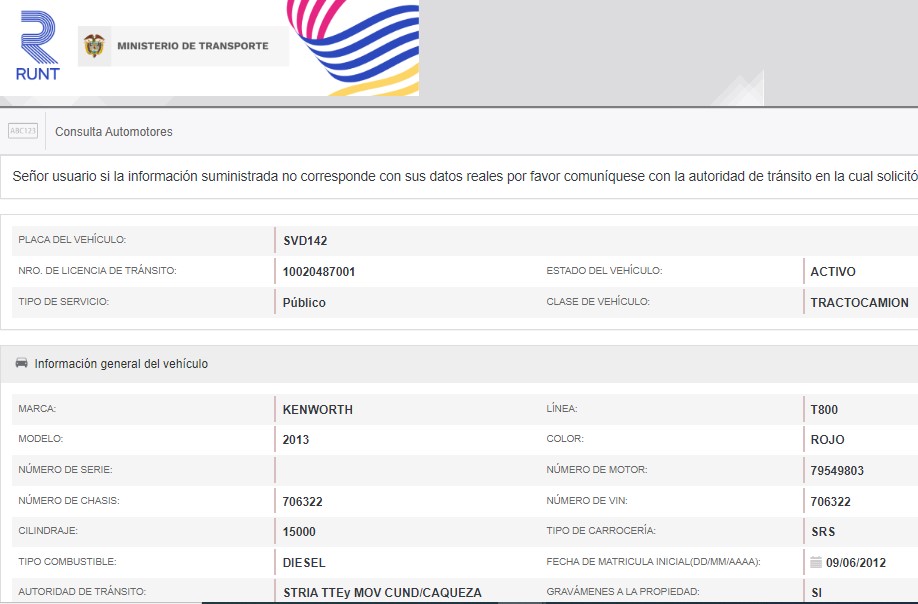 RUNT
MINISTERIO DE TRANSPORTE
ABC123
Consulta Automotores
Señor usuario si la información suministrada no corresponde con sus datos reales por favor comuníquese con la autoridad de tránsito en la cual solicitó
PLACA DEL VEHÍCULO: SVD142
NRO. DE LICENCIA DE TRÁNSITO: 10020487001 ESTADO DEL VEHÍCULO: ACTIVO
TIPO DE SERVICIO: Público CLASE DE VEHÍCULO: TRACTOCAMION
Información general del vehículo
MARCA: KENWORTH LÍNEA: T800
MODELO: 2013 COLOR: ROJO
NÚMERO DE SERIE: NÚMERO DE MOTOR: 79549803
NÚMERO DE CHASIS: 706322 NÚMERO DE VIN: 706322
CILINDRAJE: 15000 TIPO DE CARROCERÍA: SRS
TIPO COMBUSTIBLE: DIESEL FECHA DE MATRICULA INICIAL(DD/MM/AAAA): 09/06/2012
AUTORIDAD DE TRÁNSITO: STRIA TTEy MOV CUND/CAQUEZA GRAVÁMENES A LA PROPIEDAD: SI